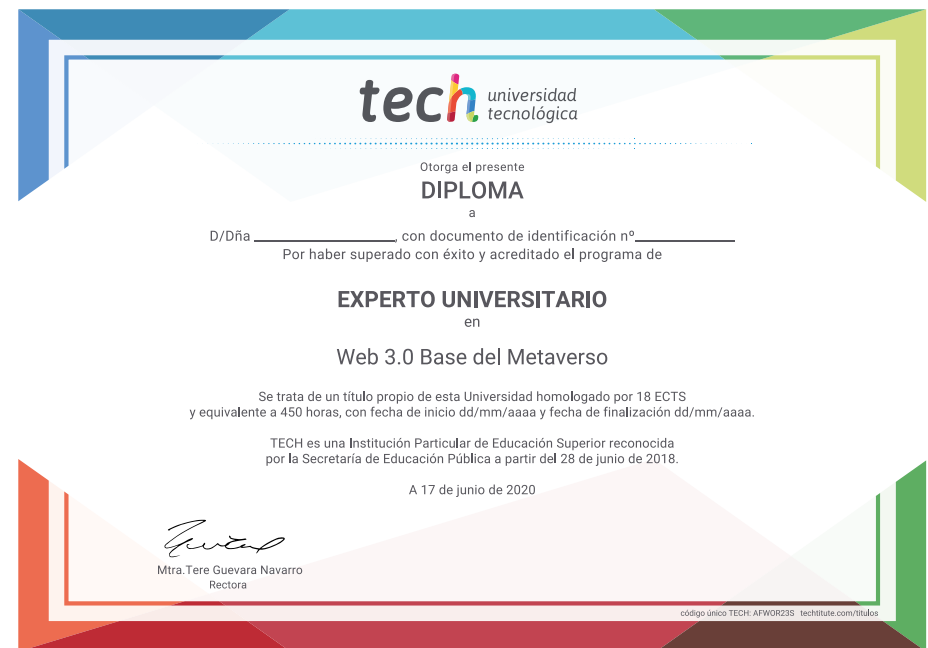 tech universidad
tecnológica
Otorga el presente
DIPLOMA
a
D/Dña ____________, con documento de identificación nº__________
Por haber superado con éxito y acreditado el programa de
EXPERTO UNIVERSITARIO
en
Web 3.0 Base del Metaverso
Se trata de un título propio de esta Universidad homologado por 18 ECTS
y equivalente a 450 horas, con fecha de inicio dd/mm/aaaa y fecha de finalización dd/mm/aaaa.
TECH es una Institución Particular de Educación Superior reconocida
por la Secretaría de Educación Pública a partir del 28 de junio de 2018.
A 17 de junio de 2020
Mtra.Tere Guevara Navarro
Rectora
código único TECH: AFWOR23S techtitute.com/titulos